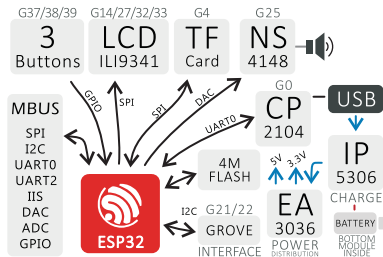 G37/38/39
3
Buttons
G14/27/32/33
LCD
ILI9341
G4
TF
Card
G25
NS
4148
GPIO
SPI
SPI
DAC
UART0
G0
CP
2104
USB
MBUS
SPI
I2C
UART0
UART2
IIS
DAC
ADC
GPIO
ESP32
4M
FLASH
I2C
G21/22
GROVE
INTERFACE
5V
3.3V
EA
3036
POWER
DISTRIBUTION
IP
5306
CHARGE
BATTERY
BOTTOM
MODULE
INSIDE